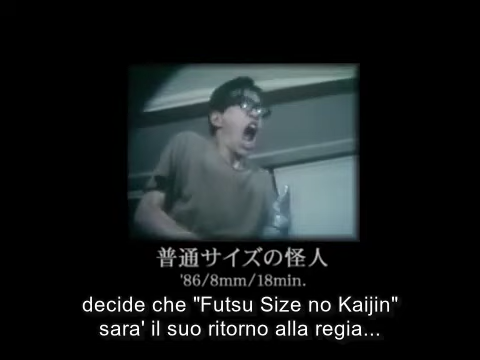 普通サイズの怪人
'86/8mm/18min.
decide che "Futsu Size no Kaijin"
sara' il suo ritorno alla regia...